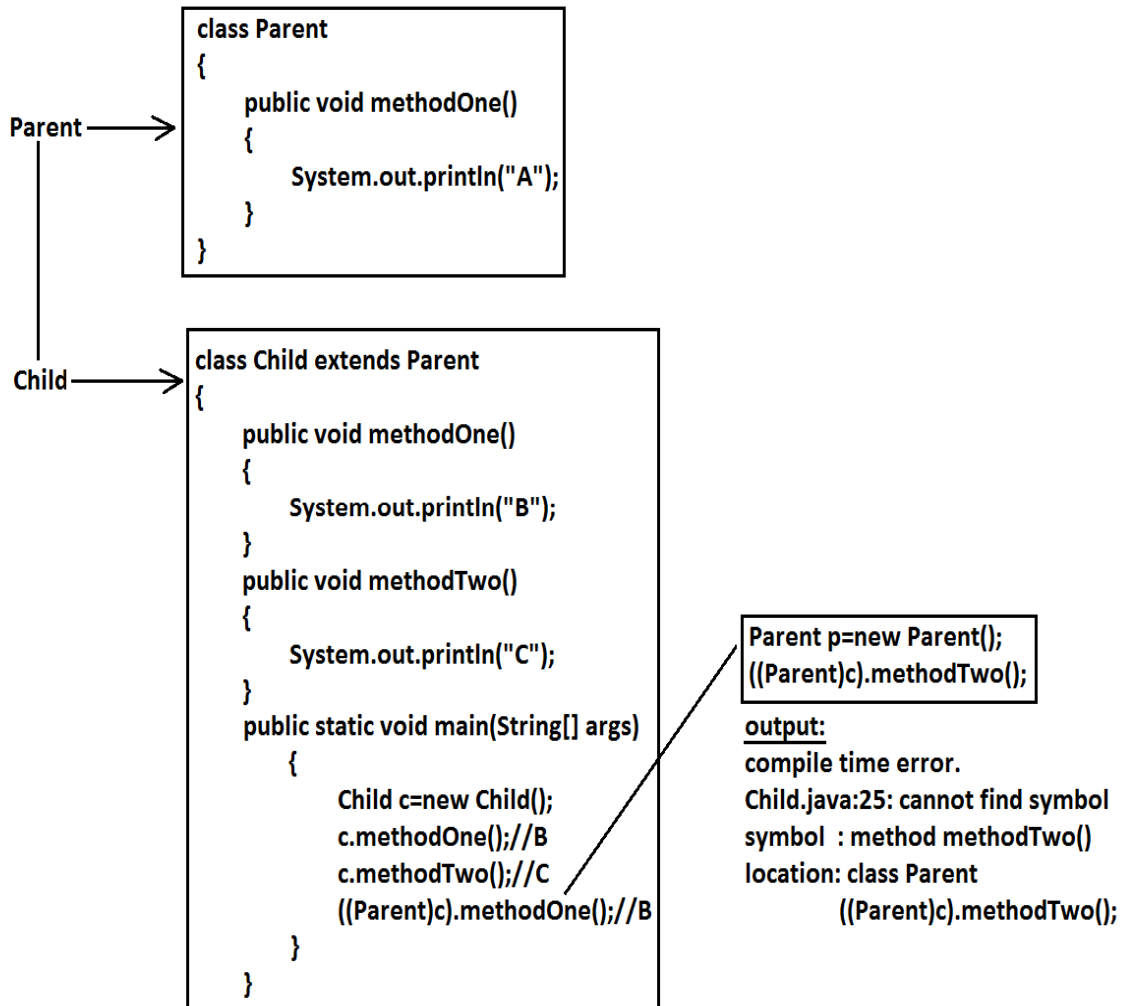 class Parent
{
public void methodOne()
Parent
{
System.out.println("A");
}
}
class Child extends Parent
Child
{
public void methodOne()
{
System.out.println("B");
}
public void methodTwo()
{
System.out.println("C");
}
public static void main(String[] args)
{
Child c=new Child();
c.methodOne();//B
c.methodTwo();//C
((Parent)c).methodOne();//B
}
}
Parent p=new Parent();
((Parent)c).methodTwo();
output:
compile time error.
Child.java:25: cannot find symbol
symbol : method methodTwo()
location: class Parent
((Parent)c).methodTwo();